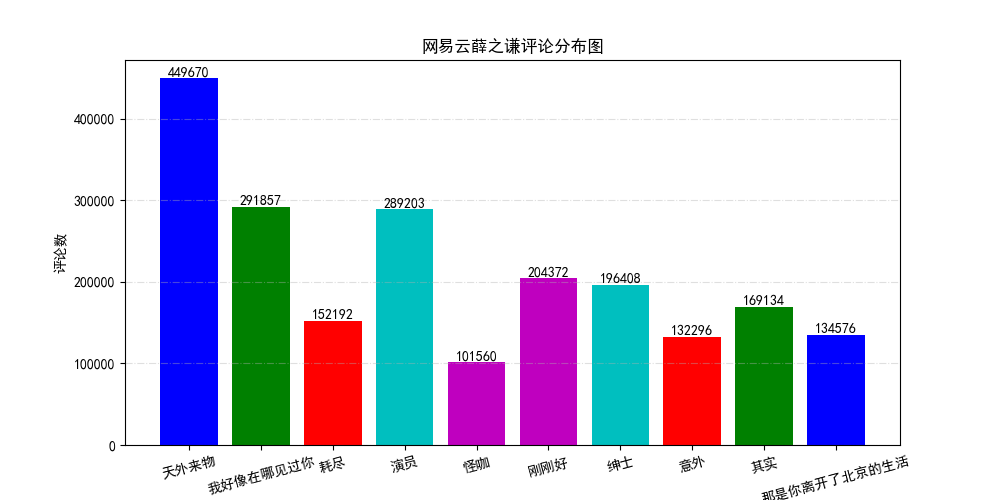 网易云薛之谦评论分布图
评论数
400000
300000
200000
100000
0
449670
291857
152192
289203
101560
204372
196408
132296
169134
134576
天外来物
我好像在哪见过你
耗尽
演员
怪咖
刚刚好
绅士
意外
其实
那是你离开了北京的生活